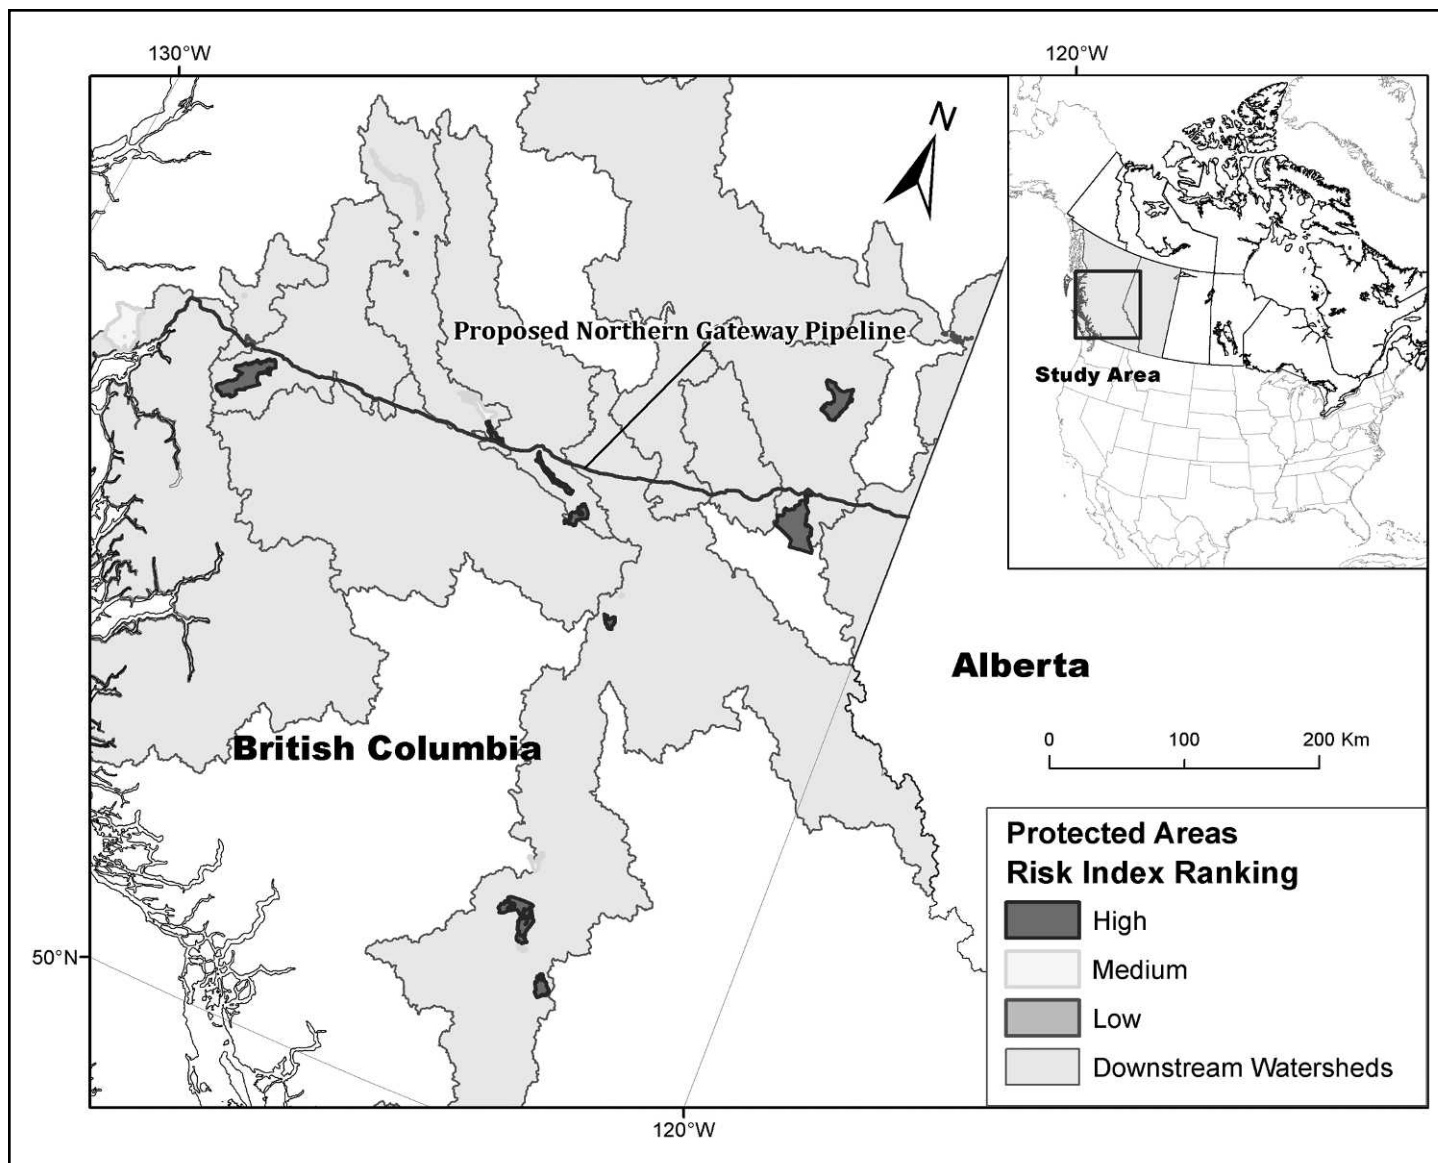 130°W
120°W
N
Proposed Northern Gateway Pipeline
Study Area
Alberta
British Columbia
0 100 200 Km
50°N
120°W
Protected Areas
Risk Index Ranking
High
Medium
Low
Downstream Watersheds